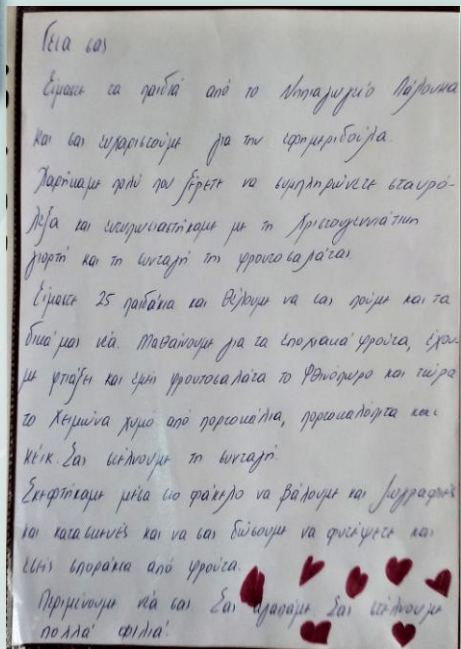 Γεια σας
Είμαστε τα παιδιά από το Νηπιαγωγείο Πάλουκα
και σας ευχαριστούμε για την εφημεριδούλα.
Χαρήκαμε πολύ που ξέρετε να συμπληρώνετε σταυρό-
λεξα και εντυπωσιαστήκαμε με τη Χριστουγεννιάτικη
γιορτή και τη συνταγή της φρουτοσαλάτας
Είμαστε 25 παιδάκια και θέλουμε να σας πούμε και τα
δικά μας νέα. Μαθαίνουμε για τα εποχιακά φρούτα, έχου-
με φτιάξει και εμείς φρουτοσαλάτα το Φθινόπωρο και τώρα
το Χειμώνα χυμό από πορτοκάλια, πορτοκαλόπιτα και
κέικ. Σας στέλνουμε τη συνταγή.
Σκεφτήκαμε μέσα στο φάκελο να βάλουμε και ζωγραφιές
και κατασκευές και να σας δώσουμε να φυτέψετε και
εσείς σποράκια από φρούτα.
Περιμένουμε νέα σας. Σας αγαπάμε. Σας στέλνουμε
πολλά φιλιά!